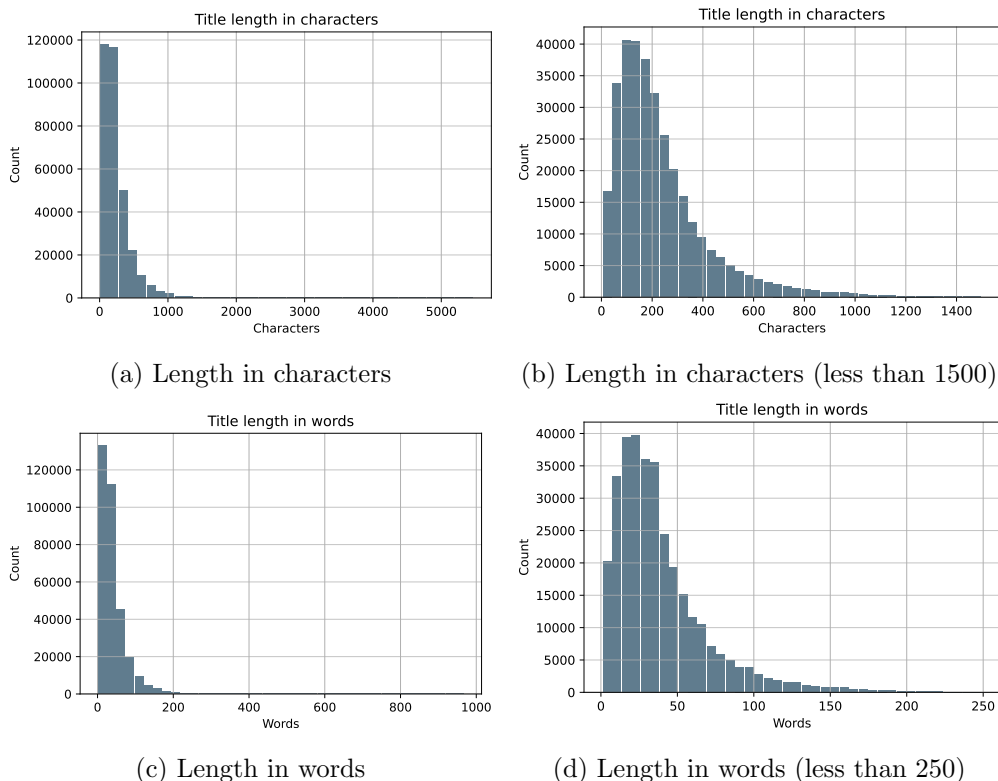 Title length in characters
120000
100000
80000
60000
40000
20000
0
Count
0 1000 2000 3000 4000 5000
Characters
(a) Length in characters
Title length in characters
40000
35000
30000
25000
20000
15000
10000
5000
0
Count
0 200 400 600 800 1000 1200 1400
Characters
(b) Length in characters (less than 1500)
Title length in words
120000
100000
80000
60000
40000
20000
0
Count
0 200 400 600 800 1000
Words
(c) Length in words
Title length in words
40000
35000
30000
25000
20000
15000
10000
5000
0
Count
0 50 100 150 200 250
Words
(d) Length in words (less than 250)